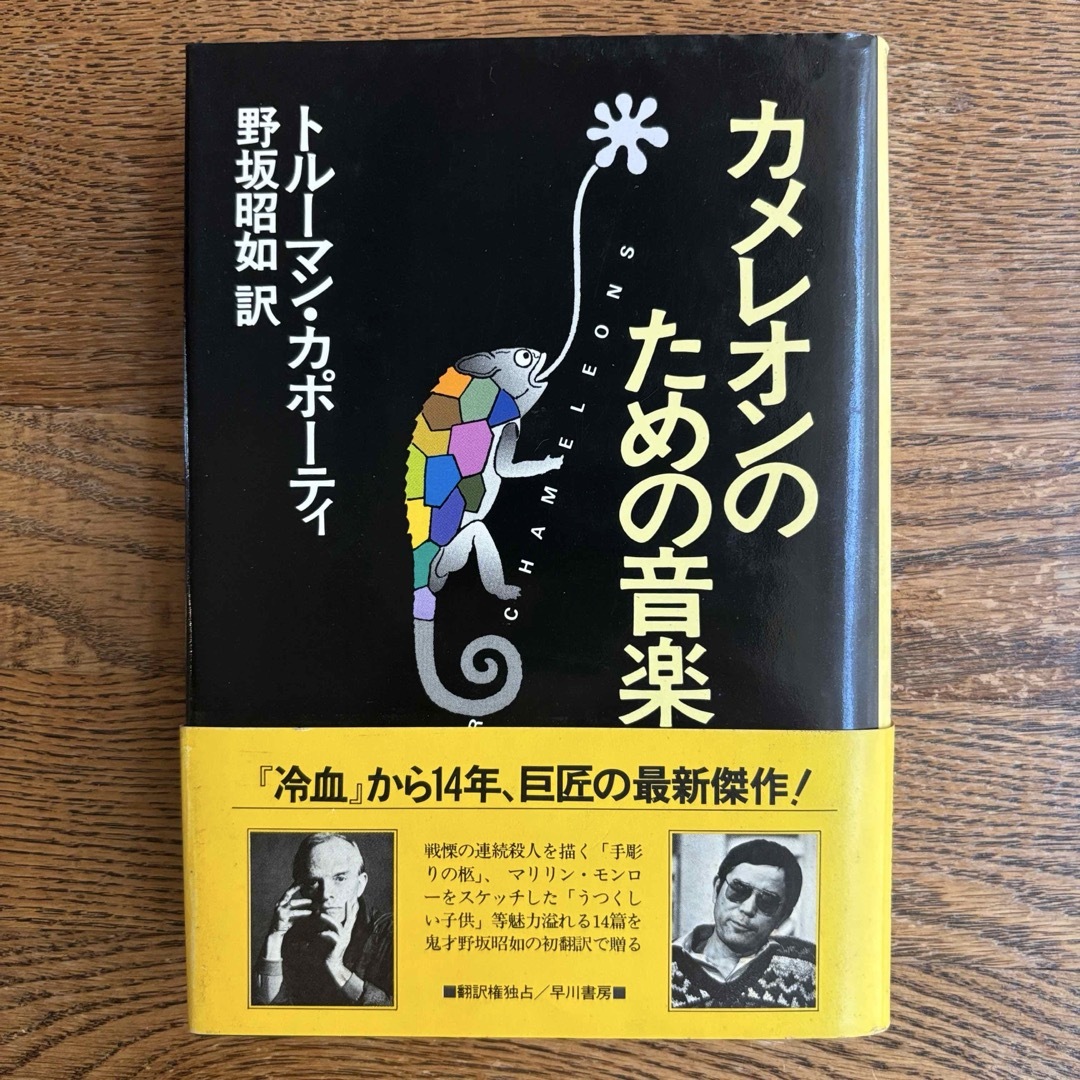 カメレオンの
ための音楽
トルーマン・カポーティ
野坂昭如 訳
R CHAMELEONS
『冷血』から14年、巨匠の最新傑作!
戦慄の連続殺人を描く「手彫
りの柩」、マリリン・モンロ
ーをスケッチした「うつくし
い子供」等魅力溢れる14篇を
鬼才野坂昭如の初翻訳で贈る
■翻訳権独占／早川書房■